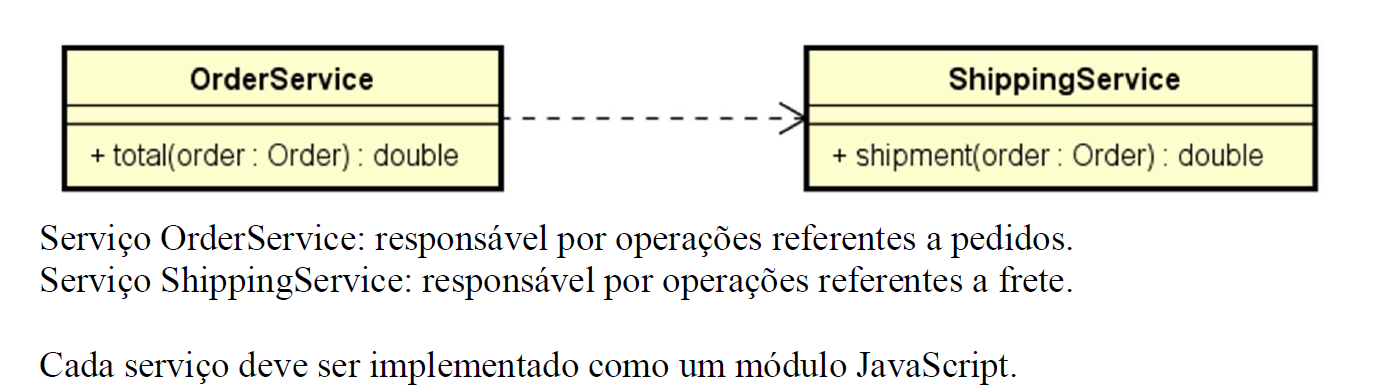 OrderService
+ total(order : Order) : double
ShippingService
+ shipment(order : Order) : double
Serviço OrderService: responsável por operações referentes a pedidos.
Serviço ShippingService: responsável por operações referentes a frete.
Cada serviço deve ser implementado como um módulo JavaScript.